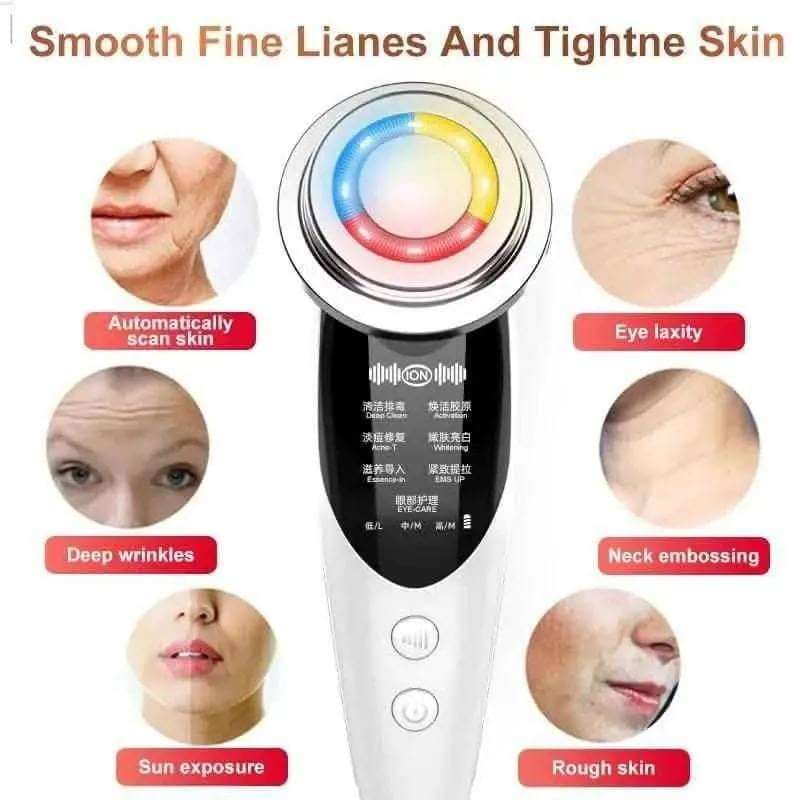 Smooth Fine Lianes And Tightne Skin
Automatically
scan skin
Eye laxity
ION
清洁排毒 焕活胶原
Deep Clean Activation
淡痘修复 嫩肤亮白
Ache-T Whitening
滋养导入 紧致提拉
Essence-in EMS UP
眼部护理
EYE-CARE
低/L 中/M 高/M
Deep wrinkles
Neck embossing
Sun exposure
Rough skin